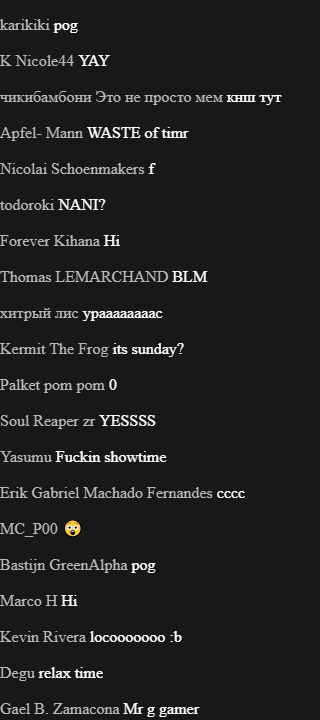 karikiki pog
K Nicole44 YAY
чикибамбони Это не просто мем кнш тут
Apfel- Mann WASTE of timr
Nicolai Schoenmakers f
todoroki NANI?
Forever Kihana Hi
Thomas LEMARCHAND BLM
хитрый лис урааааааас
Kermit The Frog its sunday?
Palket pom pom 0
Soul Reaper zr YESSSS
Yasumu Fuckin showtime
Erik Gabriel Machado Fernandes cccc
MC_P00 😲
Bastijn GreenAlpha pog
Marco H Hi
Kevin Rivera locooooooo :b
Degu relax time
Gael B. Zamacona Mr g gamer